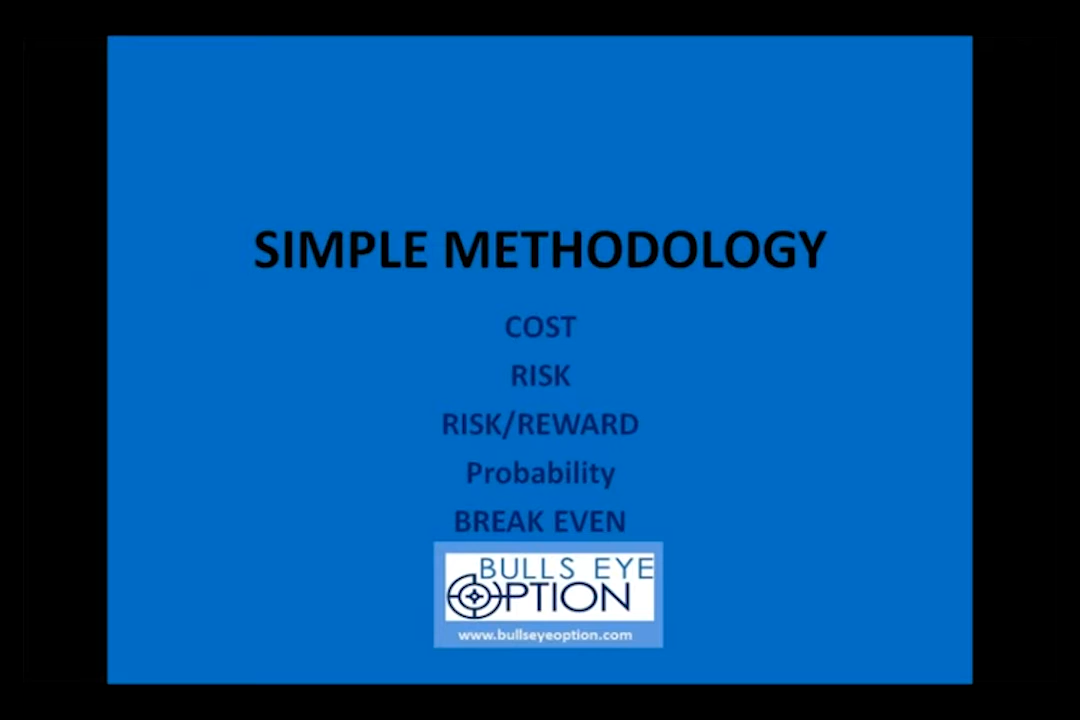 SIMPLE METHODOLOGY
COST
RISK
RISK/REWARD
Probability
BREAK EVEN
BULLS EYE
OPTION
www.bullseyeoption.com